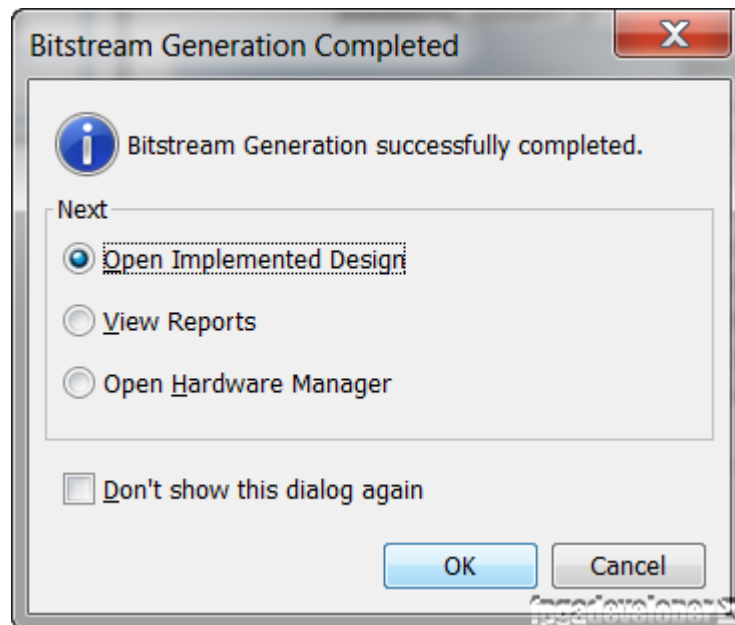 Bitstream Generation Completed
Bitstream Generation successfully completed.
Next
Open Implemented Design
View Reports
Open Hardware Manager
Don't show this dialog again
OK
Cancel
fpgadeveloper